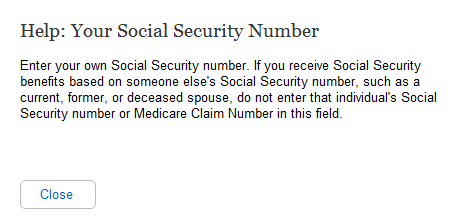 Help: Your Social Security Number
Enter your own Social Security number. If you receive Social Security
benefits based on someone else's Social Security number, such as a
current, former, or deceased spouse, do not enter that individual's Social
Security number or Medicare Claim Number in this field.
Close